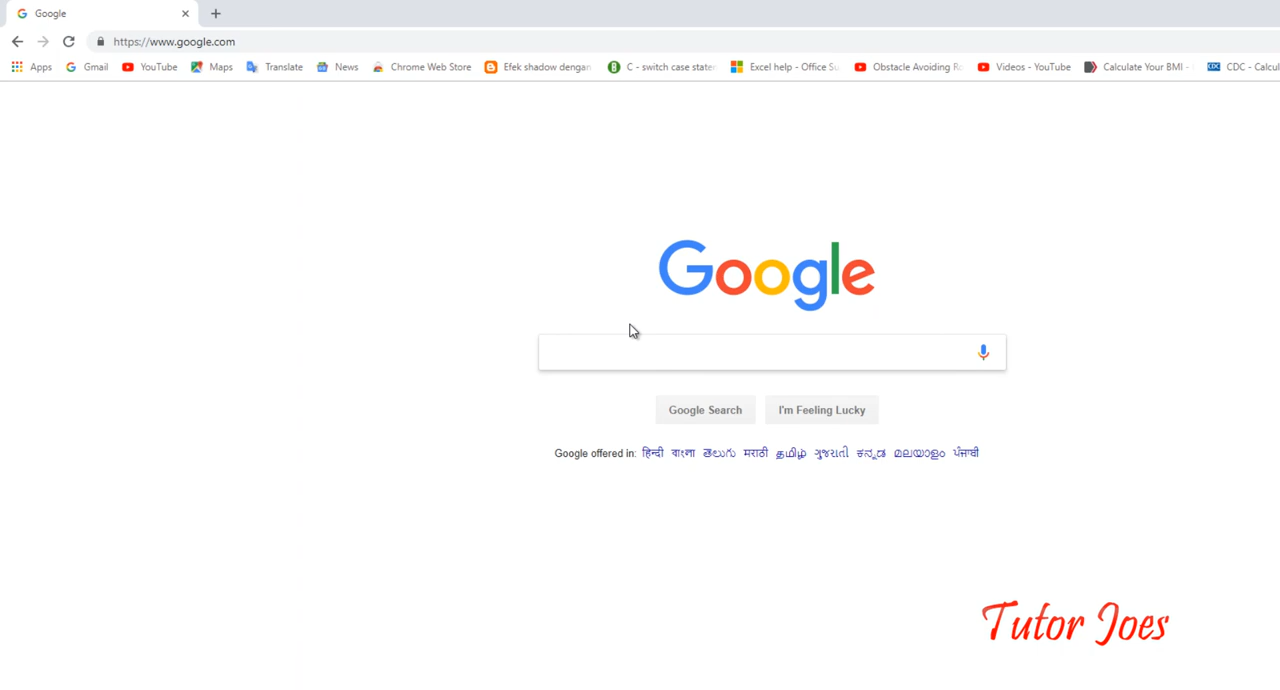 Google
https://www.google.com
Apps Gmail YouTube Maps Translate News Chrome Web Store Efek shadow dengan C - switch case stater Excel help - Office Su Obstacle Avoiding Ro Videos - YouTube Calculate Your BMI - CDC - Calcul
Google
Google Search I'm Feeling Lucky
Google offered in: हिन्दी বাংলা తెలుగు मराठी தமிழ் ગુજરાતી ಕನ್ನಡ മലയാളം ਪੰਜਾਬੀ
Tutor Joes